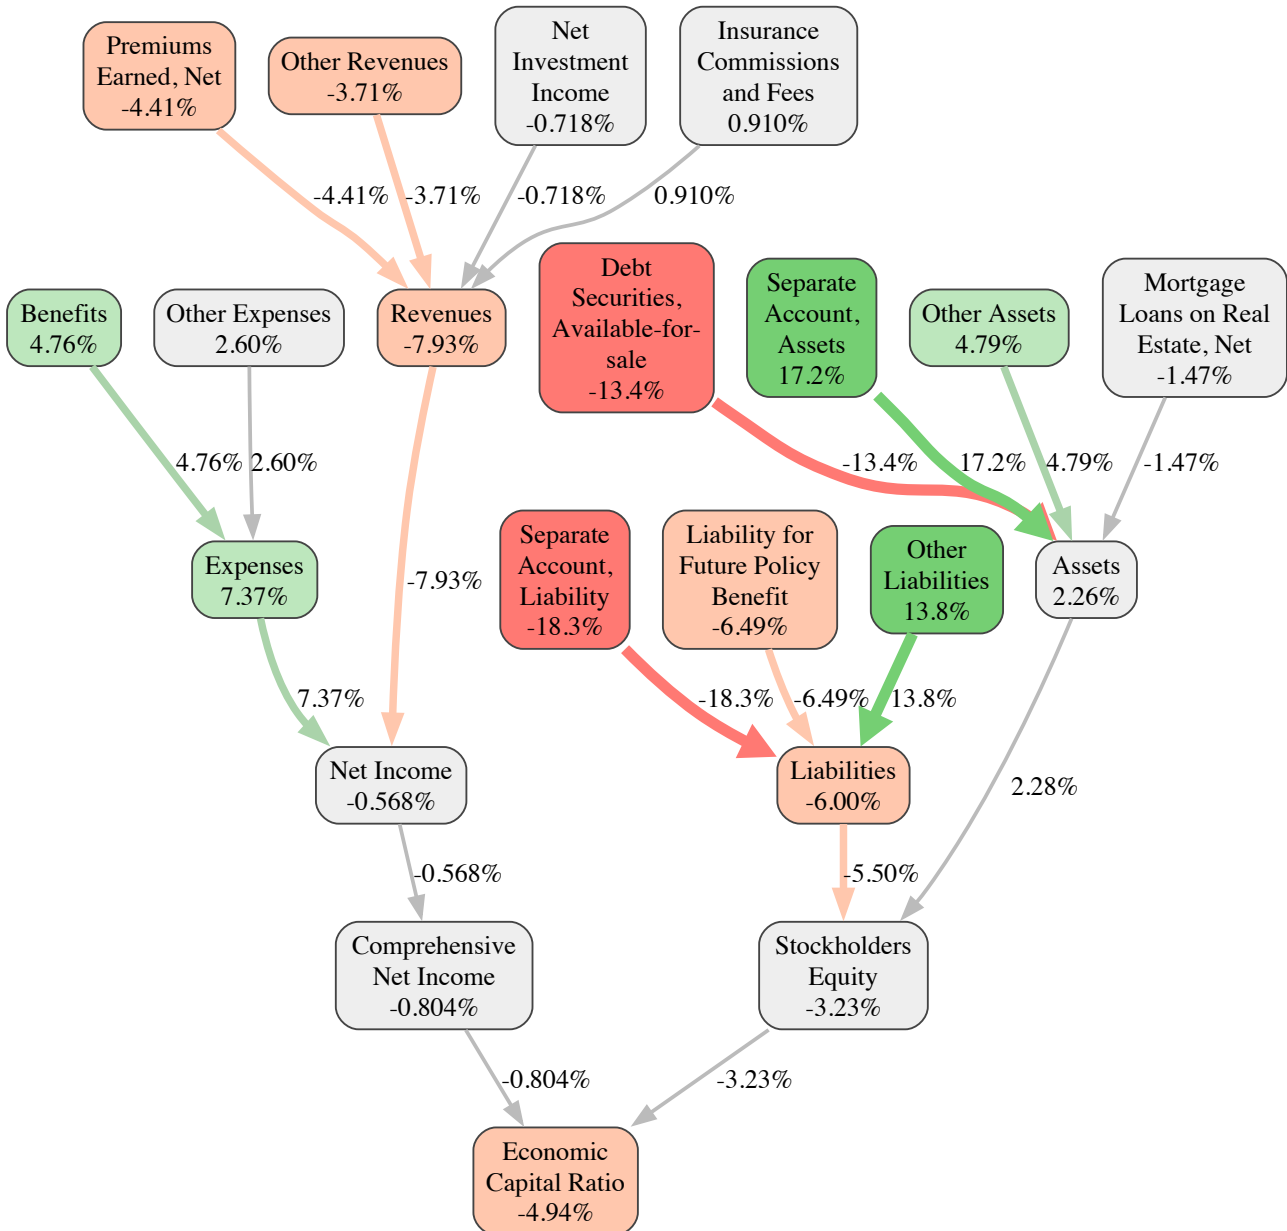 Premiums
Earned, Net
-4.41%
Other Revenues
-3.71%
Net
Investment
Income
-0.718%
Insurance
Commissions
and Fees
0.910%
-4.41%
-3.71%
-0.718%
0.910%
Benefits
4.76%
Other Expenses
2.60%
Revenues
-7.93%
Debt
Securities,
Available-for-
sale
-13.4%
Separate
Account,
Assets
17.2%
Other Assets
4.79%
Mortgage
Loans on Real
Estate, Net
-1.47%
4.76%
2.60%
-13.4%
17.2%
4.79%
-1.47%
Expenses
7.37%
-7.93%
Separate
Account,
Liability
-18.3%
Liability for
Future Policy
Benefit
-6.49%
Other
Liabilities
13.8%
Assets
2.26%
7.37%
-18.3%
-6.49%
13.8%
Net Income
-0.568%
Liabilities
-6.00%
2.28%
-0.568%
-5.50%
Comprehensive
Net Income
-0.804%
Stockholders
Equity
-3.23%
-0.804%
-3.23%
Economic
Capital Ratio
-4.94%